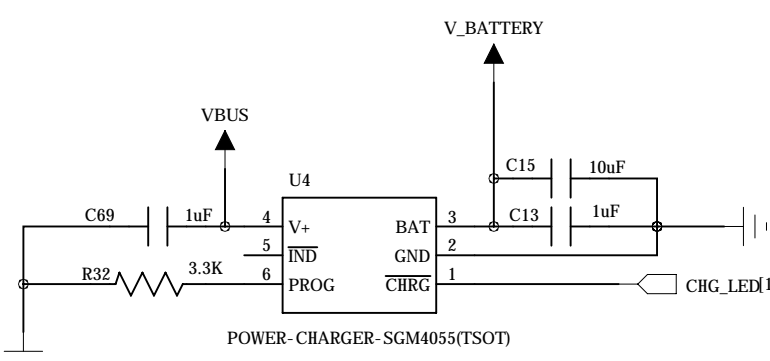 V_BATTERY
VBUS
C15 10uF
U4
C69 1uF 4 V+ BAT 3 C13 1uF
5 IND GND 2
R32 3.3K 6 PROG CHRG 1 CHG_LED[1
POWER-CHARGER-SGM4055(TSOT)